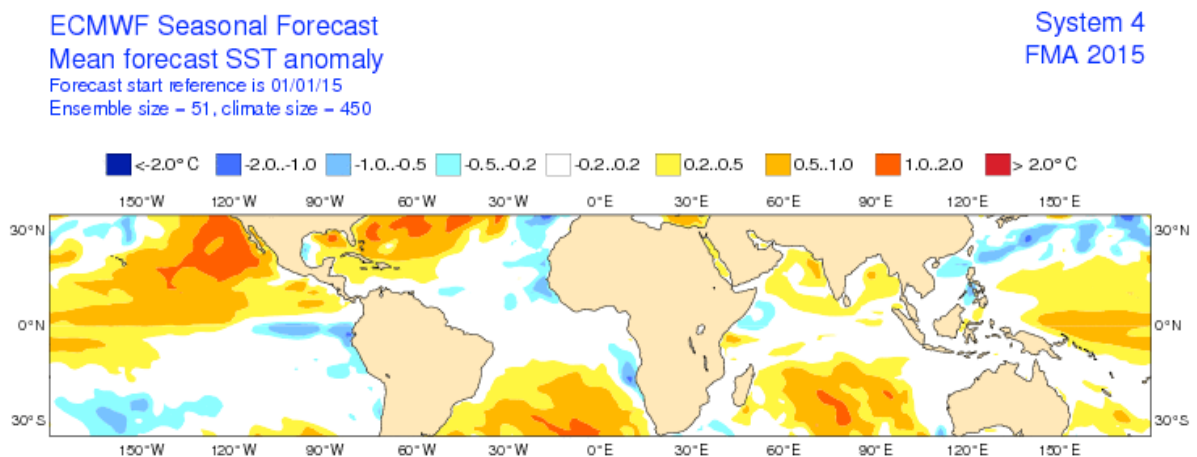 ECMWF Seasonal Forecast
System 4
Mean forecast SST anomaly
FMA 2015
Forecast start reference is 01/01/15
Ensemble size = 51, climate size = 450
<-2.0° C -2.0..-1.0 -1.0..-0.5 -0.5..-0.2 -0.2..0.2 0.2..0.5 0.5..1.0 1.0..2.0 > 2.0° C
150°W 120°W 90°W 60°W 30°W 0°E 30°E 60°E 90°E 120°E 150°E
30°N 30°N
0°N 0°N
30°S 30°S
150°W 120°W 90°W 60°W 30°W 0°E 30°E 60°E 90°E 120°E 150°E